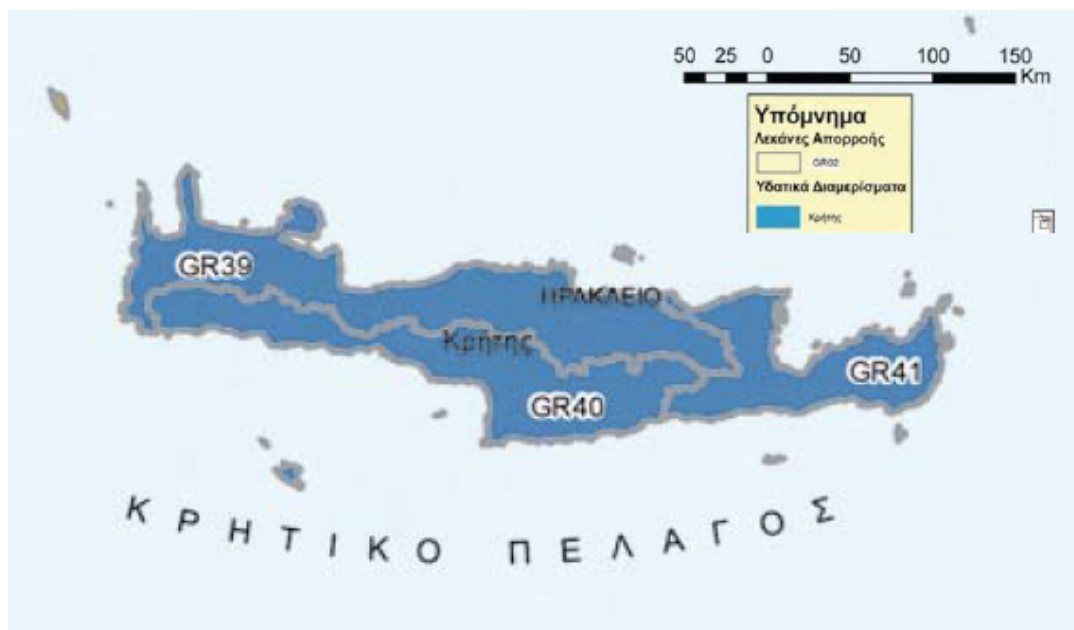 50 25 0 50 100 150
Km
Υπόμνημα
Λεκάνες Απορροής
GR02
Υδατικά Διαμερίσματα
Κρήτης
GR39
ΗΡΑΚΛΕΙΟ
Κρήτης
GR41
GR40
ΚΡΗΤΙΚΟ ΠΕΛΑΓΟΣ